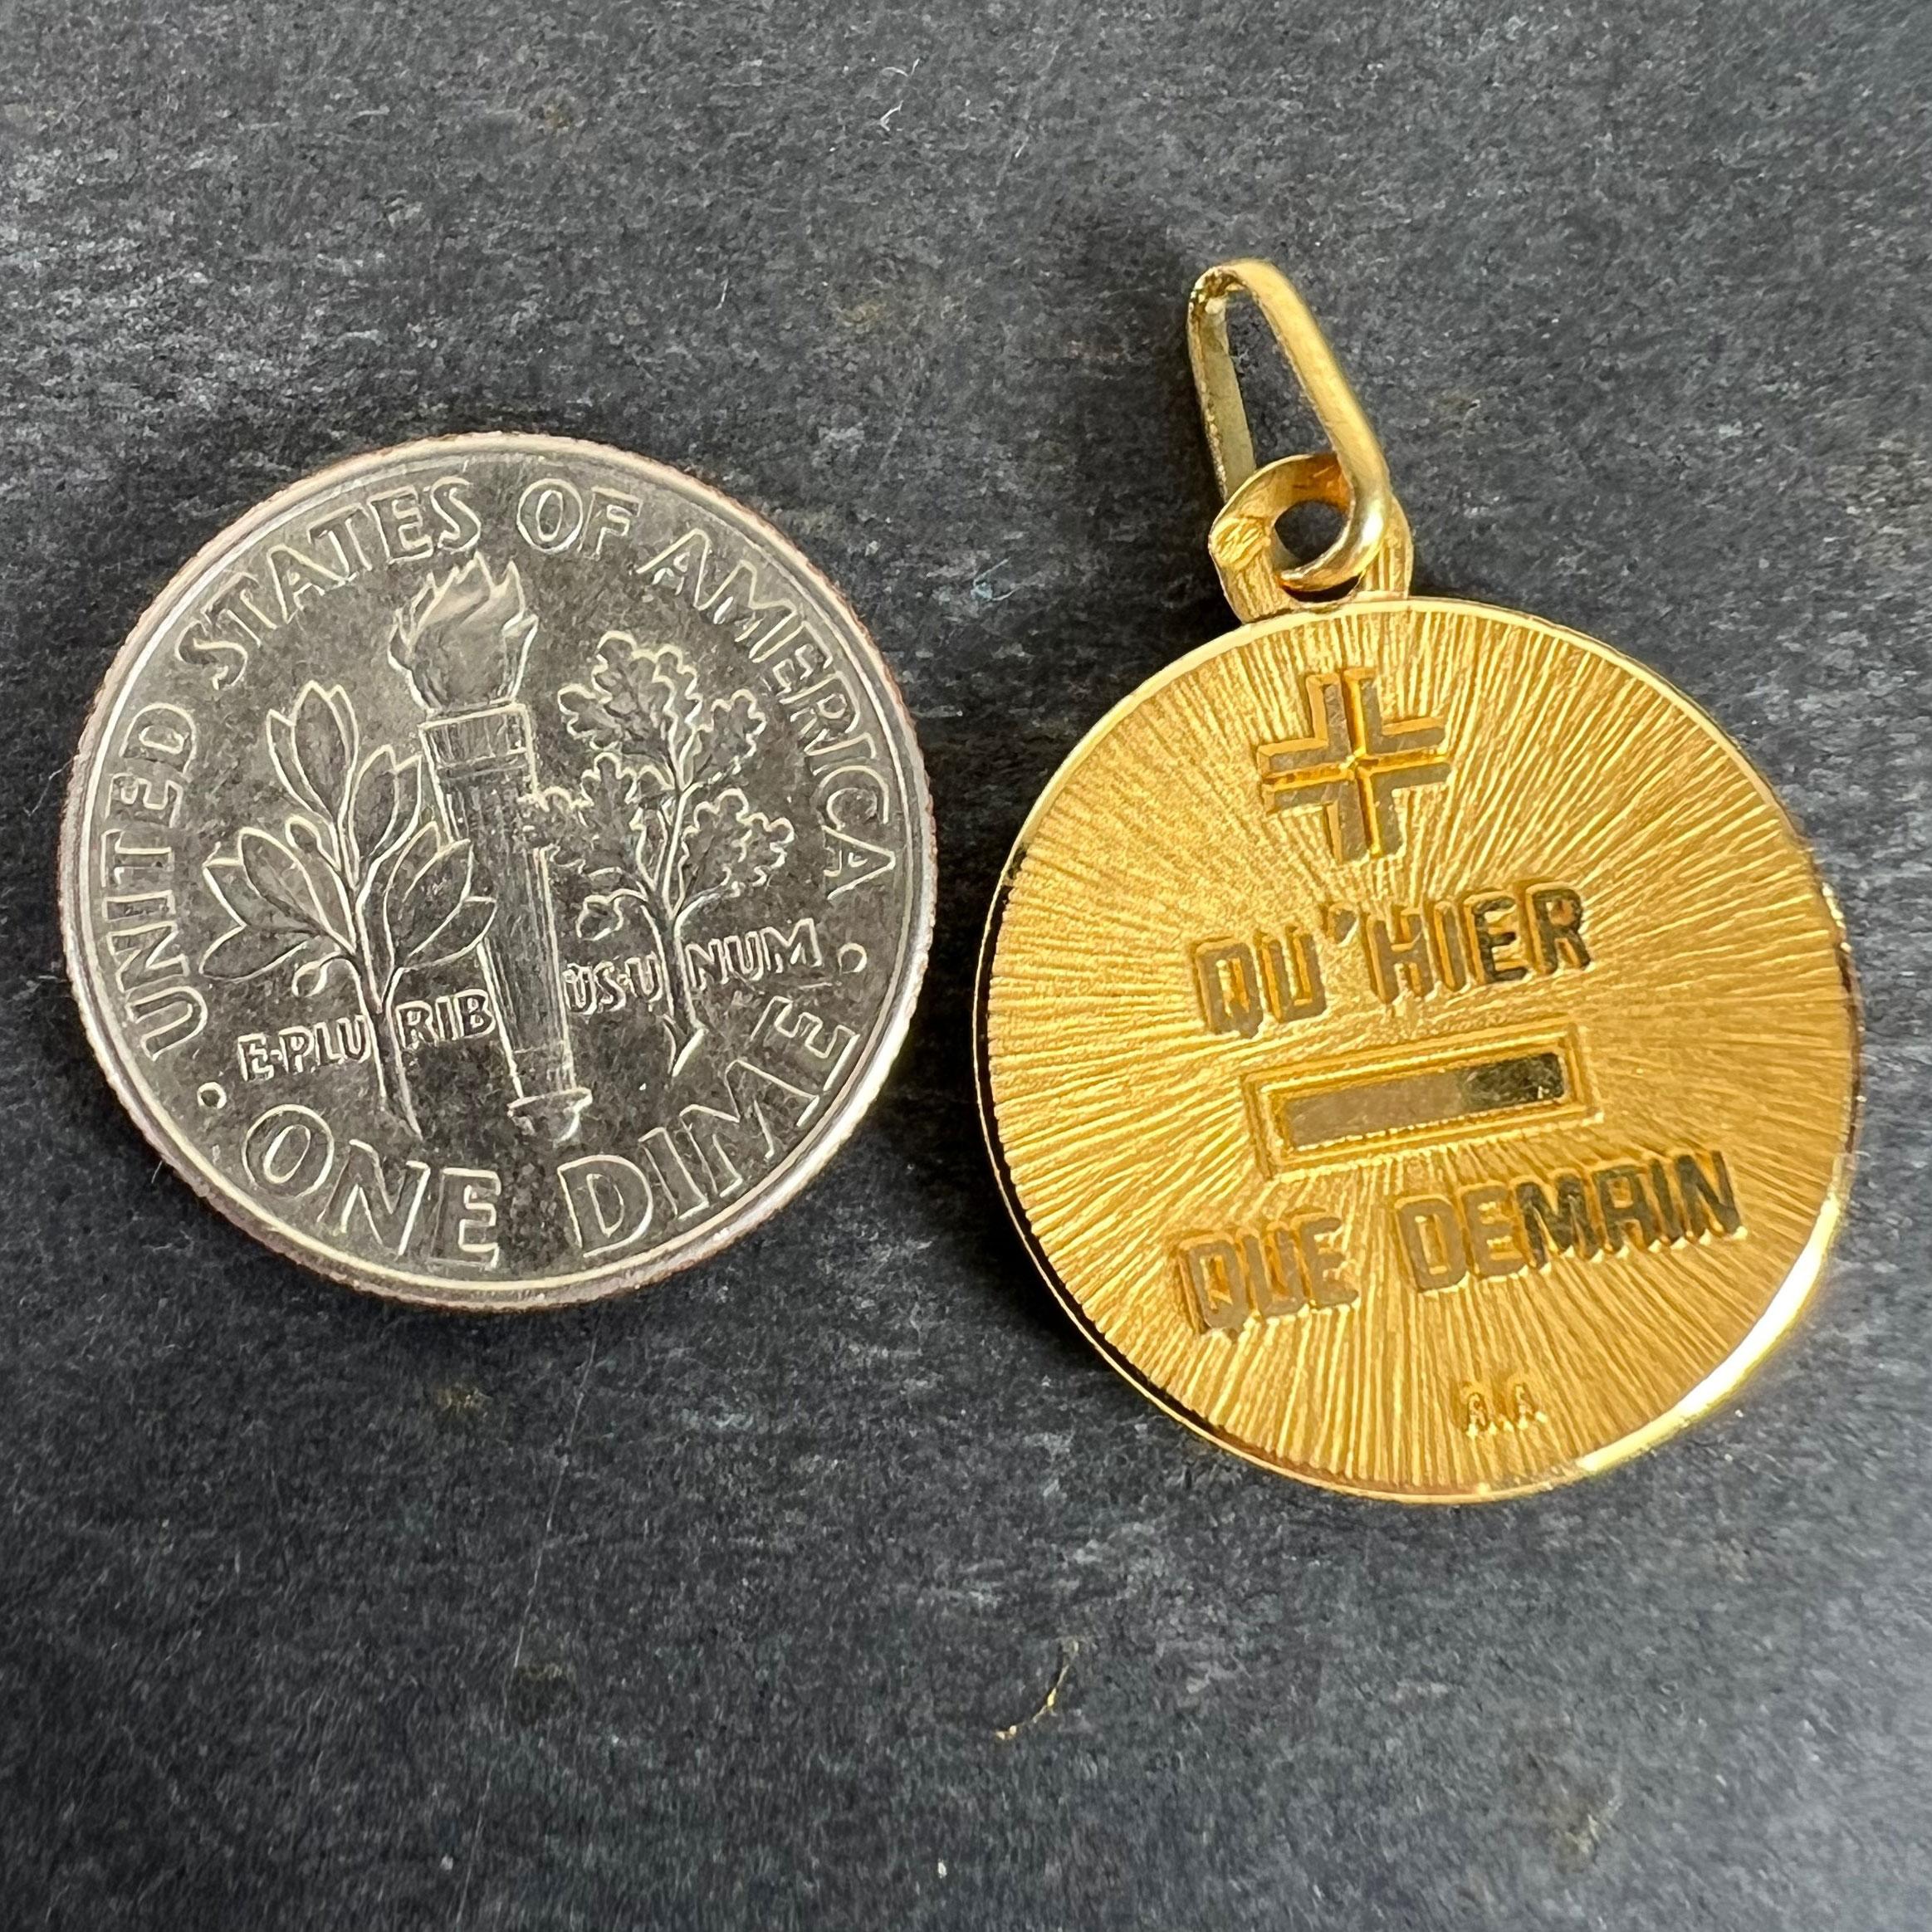 UNITED STATES OF AMERICA
E·PLURIBUS·UNUM
ONE DIME
+
QU'HIER
−
QUE DEMAIN
A.A.